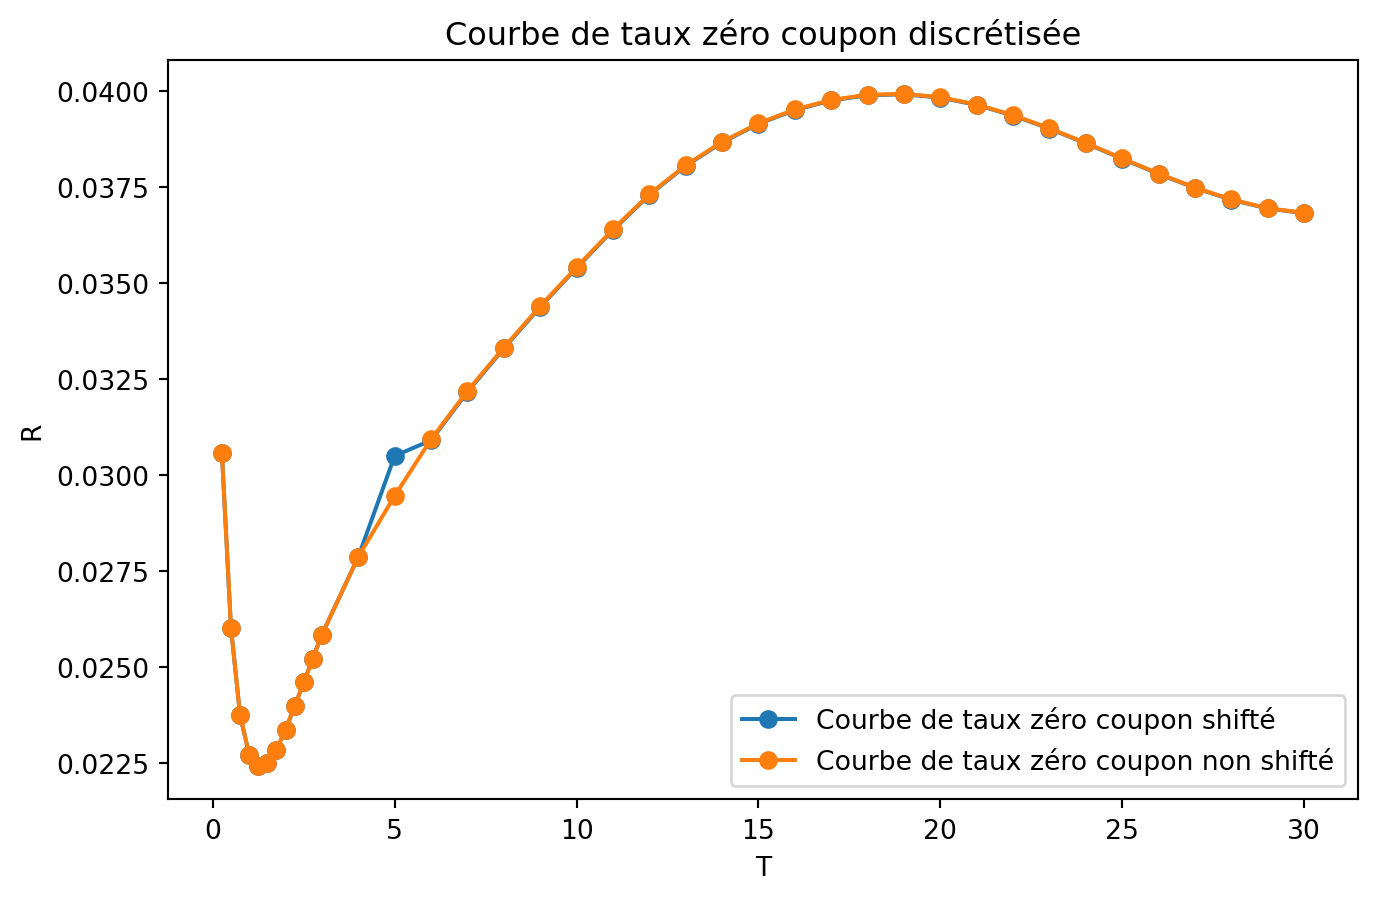 Courbe de taux zéro coupon discrétisée
0.0400
0.0375
0.0350
0.0325
0.0300
0.0275
0.0250
0.0225
R
Courbe de taux zéro coupon shifté
Courbe de taux zéro coupon non shifté
0 5 10 15 20 25 30
T